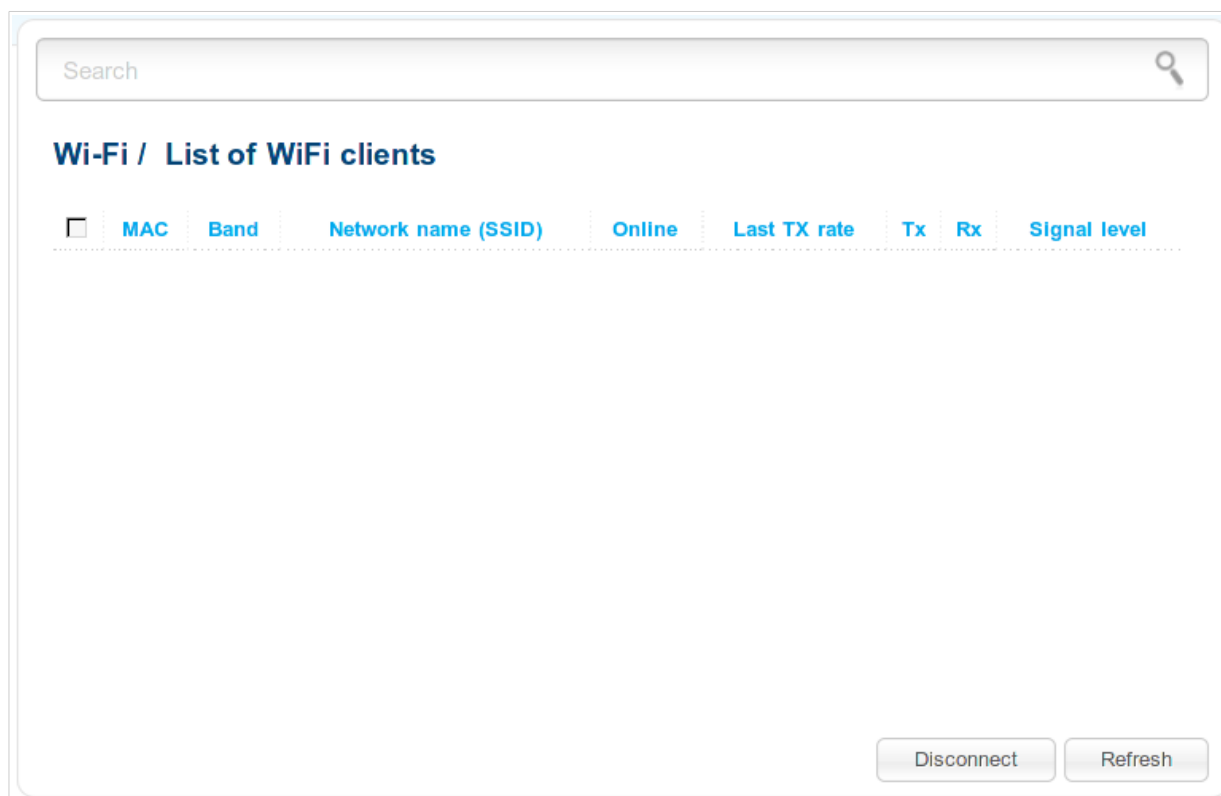 Search
Wi-Fi / List of WiFi clients
MAC Band Network name (SSID) Online Last TX rate Tx Rx Signal level
Disconnect Refresh